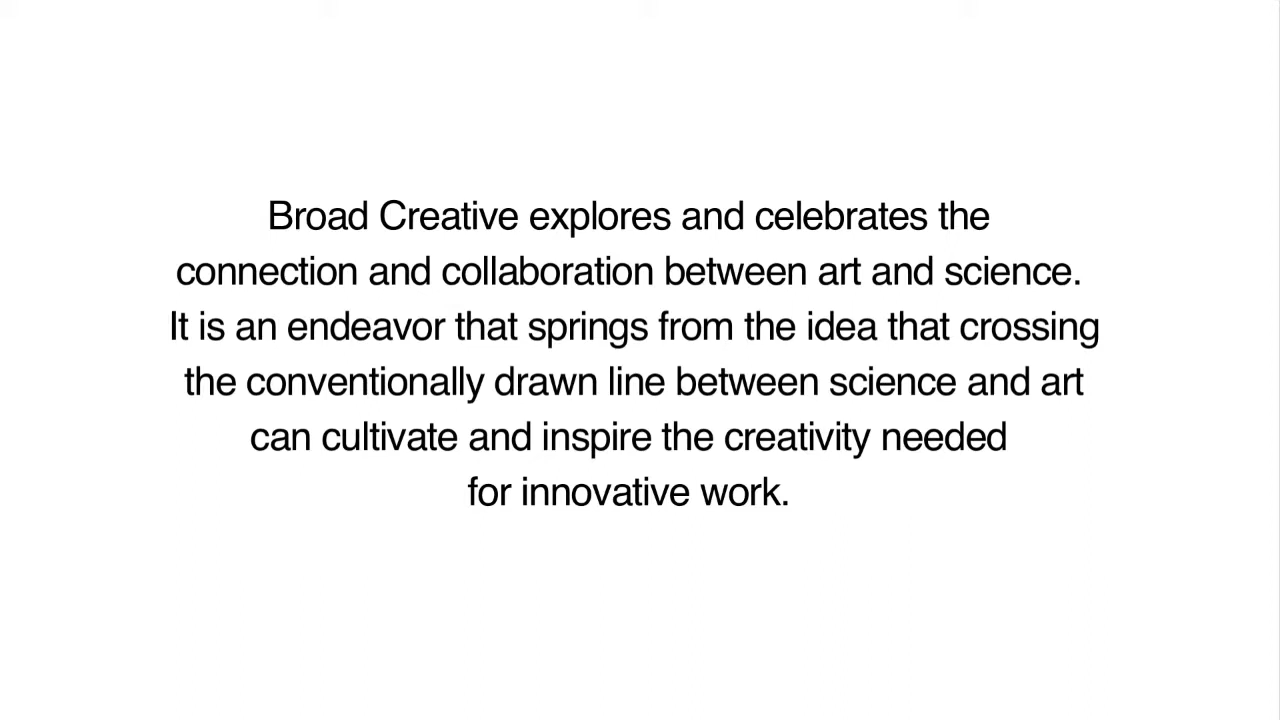 Broad Creative explores and celebrates the
connection and collaboration between art and science.
It is an endeavor that springs from the idea that crossing
the conventionally drawn line between science and art
can cultivate and inspire the creativity needed
for innovative work.